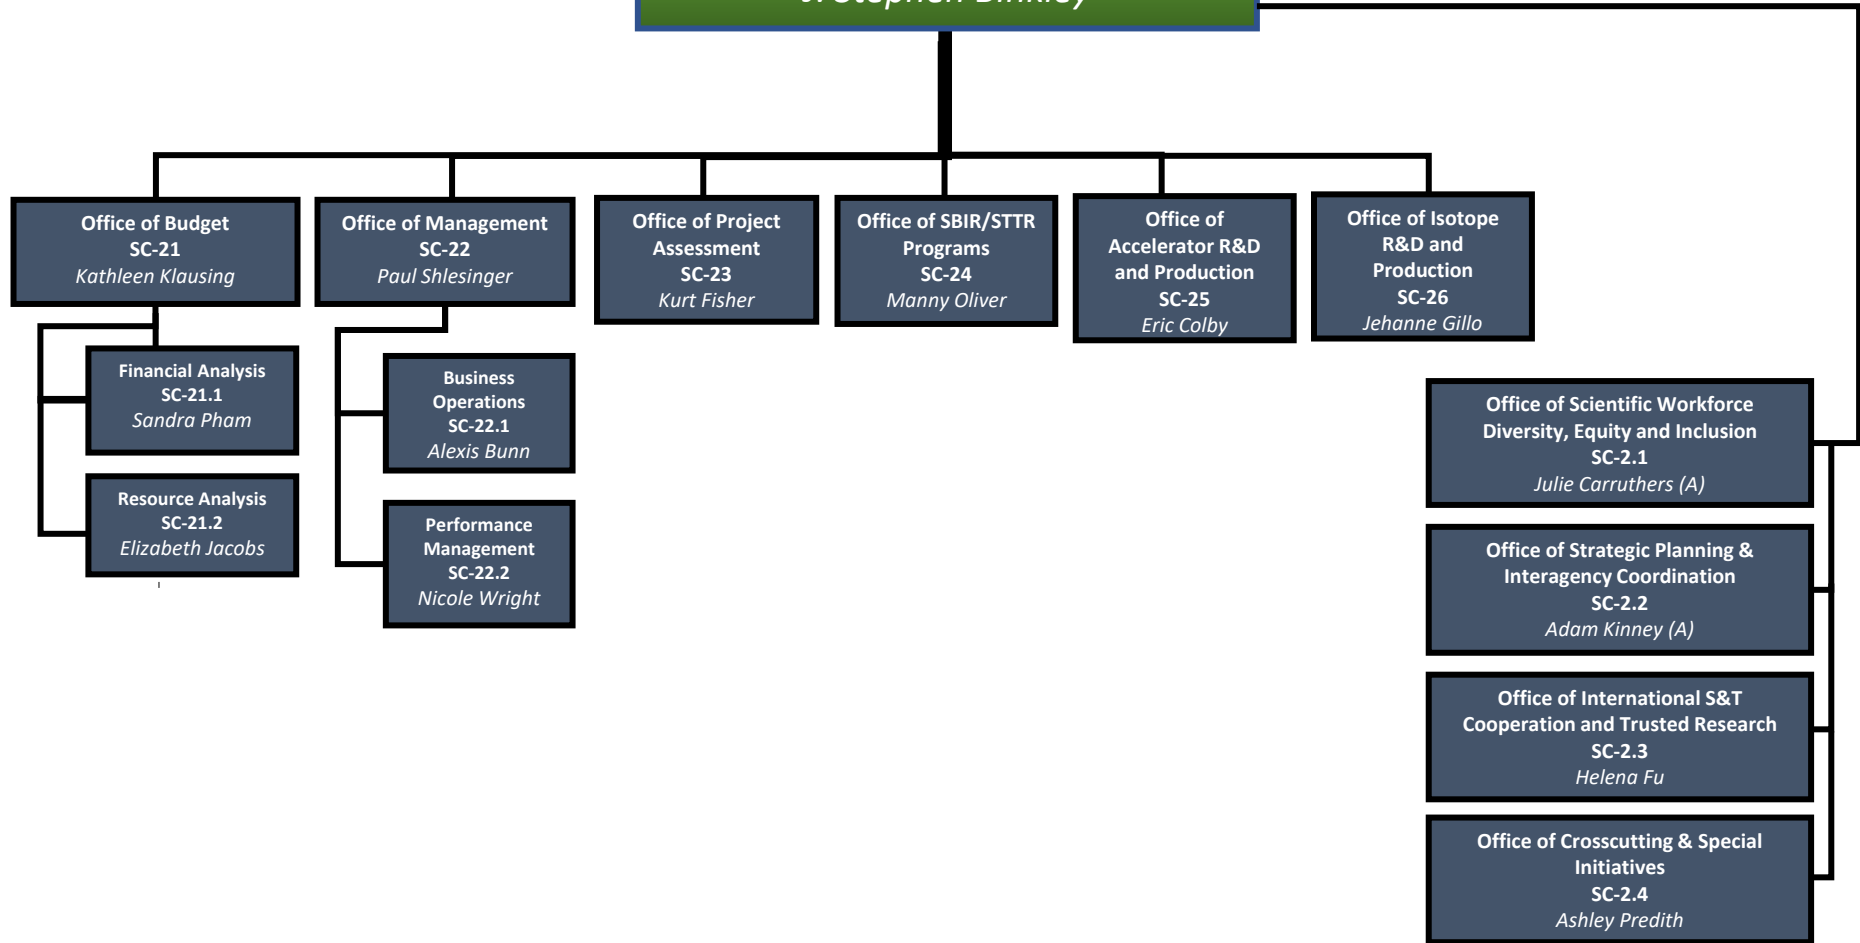 J. Stephen Binkley
Office of Budget
SC-21
Kathleen Klausing
Office of Management
SC-22
Paul Shlesinger
Office of Project
Assessment
SC-23
Kurt Fisher
Office of SBIR/STTR
Programs
SC-24
Manny Oliver
Office of
Accelerator R&D
and Production
SC-25
Eric Colby
Office of Isotope
R&D and
Production
SC-26
Jehanne Gillo
Financial Analysis
SC-21.1
Sandra Pham
Resource Analysis
SC-21.2
Elizabeth Jacobs
Business
Operations
SC-22.1
Alexis Bunn
Performance
Management
SC-22.2
Nicole Wright
Office of Scientific Workforce
Diversity, Equity and Inclusion
SC-2.1
Julie Carruthers (A)
Office of Strategic Planning &
Interagency Coordination
SC-2.2
Adam Kinney (A)
Office of International S&T
Cooperation and Trusted Research
SC-2.3
Helena Fu
Office of Crosscutting & Special
Initiatives
SC-2.4
Ashley Predith